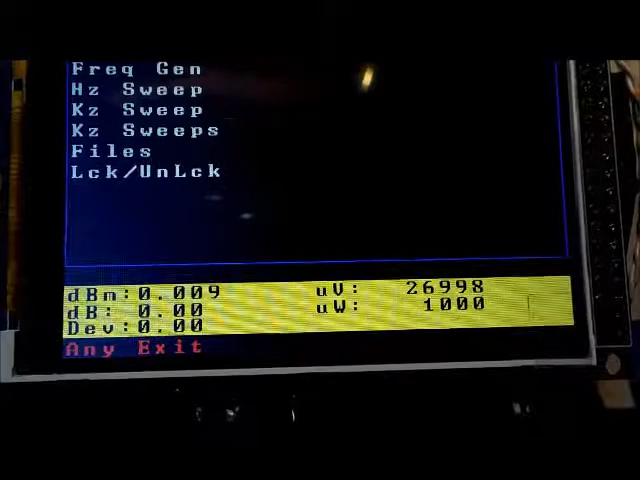 Freq Gen
Hz Sweep
Kz Sweep
Kz Sweeps
Files
Lck/UnLck
dBm:0.009 uV: 26998
dB: 0.00 uW: 1000
Dev:0.00
Any Exit